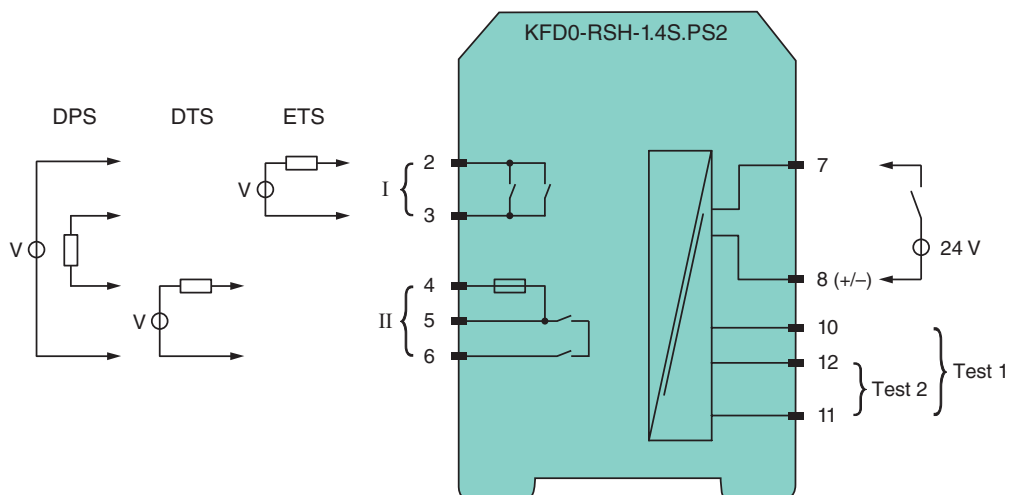 KFD0-RSH-1.4S.PS2
DPS
DTS
ETS
V
V
V
I
2
3
II
4
5
6
7
24 V
8 (+/–)
10
12
11
Test 2
Test 1